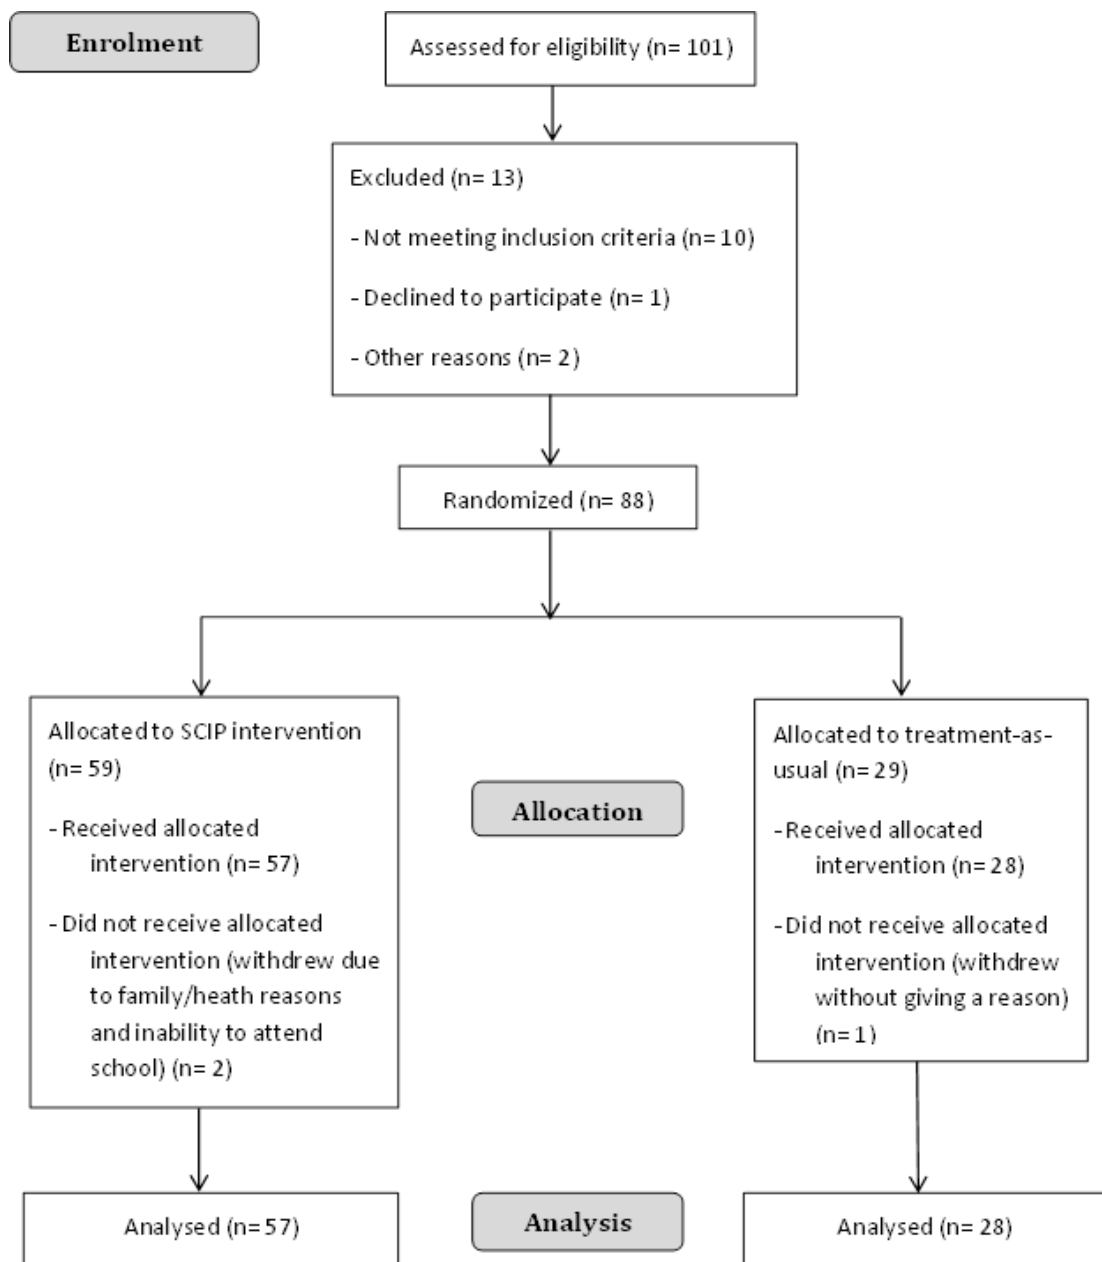 Enrolment
Assessed for eligibility (n= 101)
Excluded (n= 13)
- Not meeting inclusion criteria (n= 10)
- Declined to participate (n= 1)
- Other reasons (n= 2)
Randomized (n= 88)
Allocated to SCIP intervention
(n= 59)
- Received allocated
intervention (n= 57)
- Did not receive allocated
intervention (withdrew due
to family/heath reasons
and inability to attend
school) (n= 2)
Allocation
Allocated to treatment-as-
usual (n= 29)
- Received allocated
intervention (n= 28)
- Did not receive allocated
intervention (withdrew
without giving a reason)
(n= 1)
Analysed (n= 57)
Analysis
Analysed (n= 28)